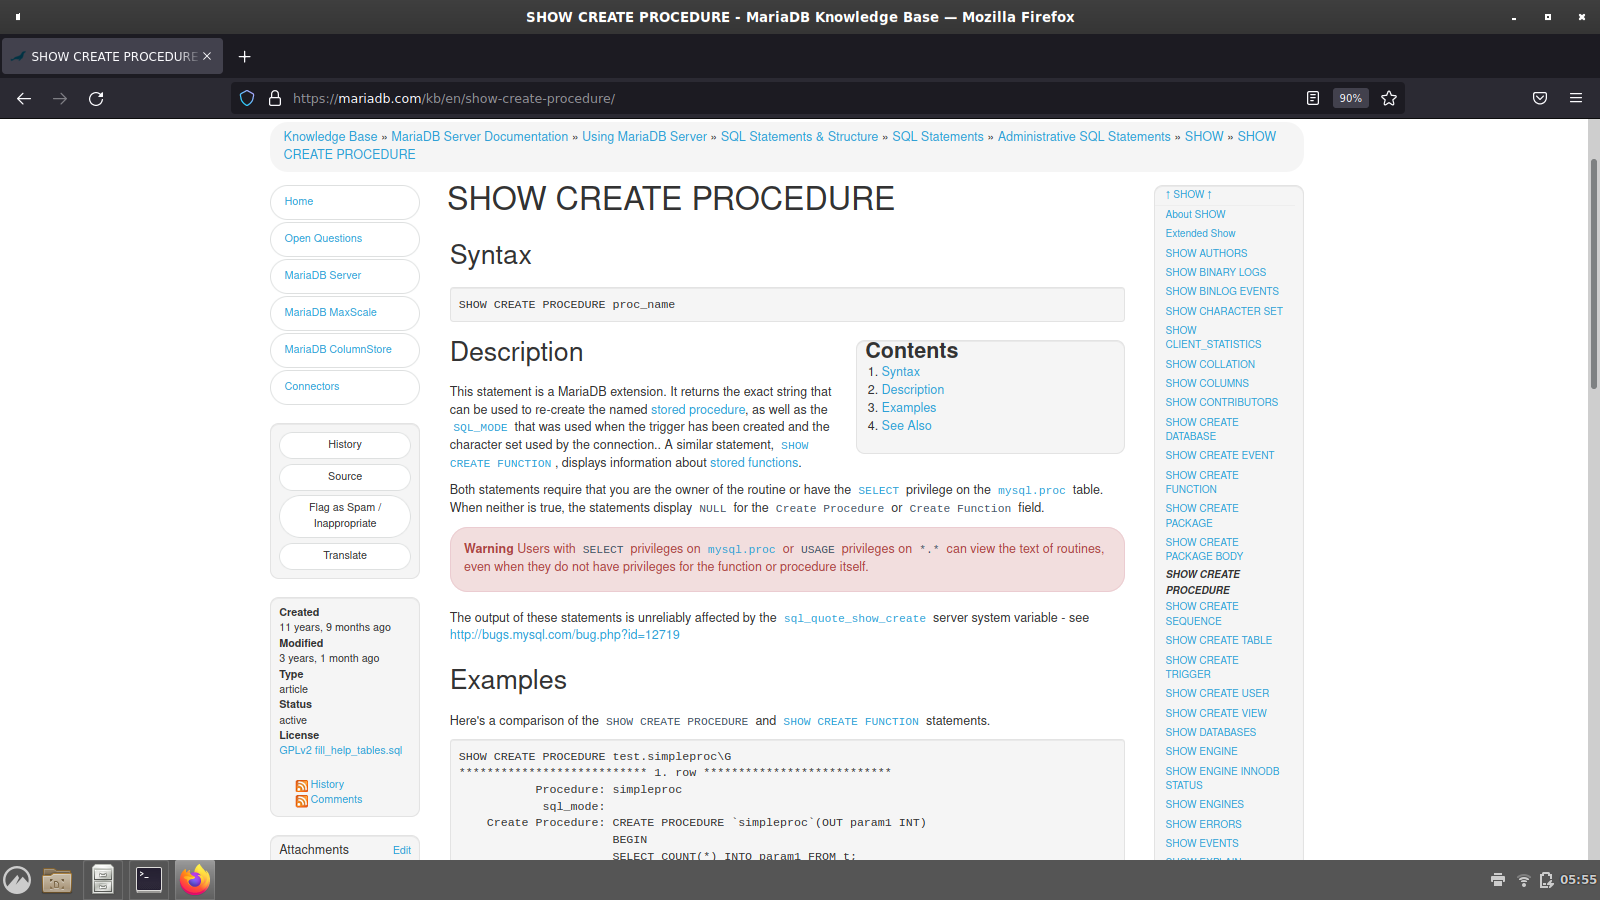 SHOW CREATE PROCEDURE - MariaDB Knowledge Base — Mozilla Firefox
SHOW CREATE PROCEDURE
https://mariadb.com/kb/en/show-create-procedure/
90%
Knowledge Base » MariaDB Server Documentation » Using MariaDB Server » SQL Statements & Structure » SQL Statements » Administrative SQL Statements » SHOW » SHOW
CREATE PROCEDURE
Home
Open Questions
MariaDB Server
MariaDB MaxScale
MariaDB ColumnStore
Connectors
History
Source
Flag as Spam /
Inappropriate
Translate
Created
11 years, 9 months ago
Modified
3 years, 1 month ago
Type
article
Status
active
License
GPLv2 fill_help_tables.sql
History
Comments
Attachments
Edit
SHOW CREATE PROCEDURE
Syntax
SHOW CREATE PROCEDURE proc_name
Description
This statement is a MariaDB extension. It returns the exact string that
can be used to re-create the named stored procedure, as well as the
SQL_MODE that was used when the trigger has been created and the
character set used by the connection.. A similar statement, SHOW
CREATE FUNCTION , displays information about stored functions.
Contents
1. Syntax
2. Description
3. Examples
4. See Also
Both statements require that you are the owner of the routine or have the SELECT privilege on the mysql.proc table.
When neither is true, the statements display NULL for the Create Procedure or Create Function field.
Warning Users with SELECT privileges on mysql.proc or USAGE privileges on *.* can view the text of routines,
even when they do not have privileges for the function or procedure itself.
The output of these statements is unreliably affected by the sql_quote_show_create server system variable - see
http://bugs.mysql.com/bug.php?id=12719
Examples
Here's a comparison of the SHOW CREATE PROCEDURE and SHOW CREATE FUNCTION statements.
SHOW CREATE PROCEDURE test.simpleproc\G
*************************** 1. row ***************************
Procedure: simpleproc
sql_mode:
Create Procedure: CREATE PROCEDURE `simpleproc`(OUT param1 INT)
BEGIN
SELECT COUNT(*) INTO param1 FROM t;
↑ SHOW ↑
About SHOW
Extended Show
SHOW AUTHORS
SHOW BINARY LOGS
SHOW BINLOG EVENTS
SHOW CHARACTER SET
SHOW
CLIENT_STATISTICS
SHOW COLLATION
SHOW COLUMNS
SHOW CONTRIBUTORS
SHOW CREATE
DATABASE
SHOW CREATE EVENT
SHOW CREATE
FUNCTION
SHOW CREATE
PACKAGE
SHOW CREATE
PACKAGE BODY
SHOW CREATE
PROCEDURE
SHOW CREATE
SEQUENCE
SHOW CREATE TABLE
SHOW CREATE
TRIGGER
SHOW CREATE USER
SHOW CREATE VIEW
SHOW DATABASES
SHOW ENGINE
SHOW ENGINE INNODB
STATUS
SHOW ENGINES
SHOW ERRORS
SHOW EVENTS
SHOW EXPLAIN
05:55